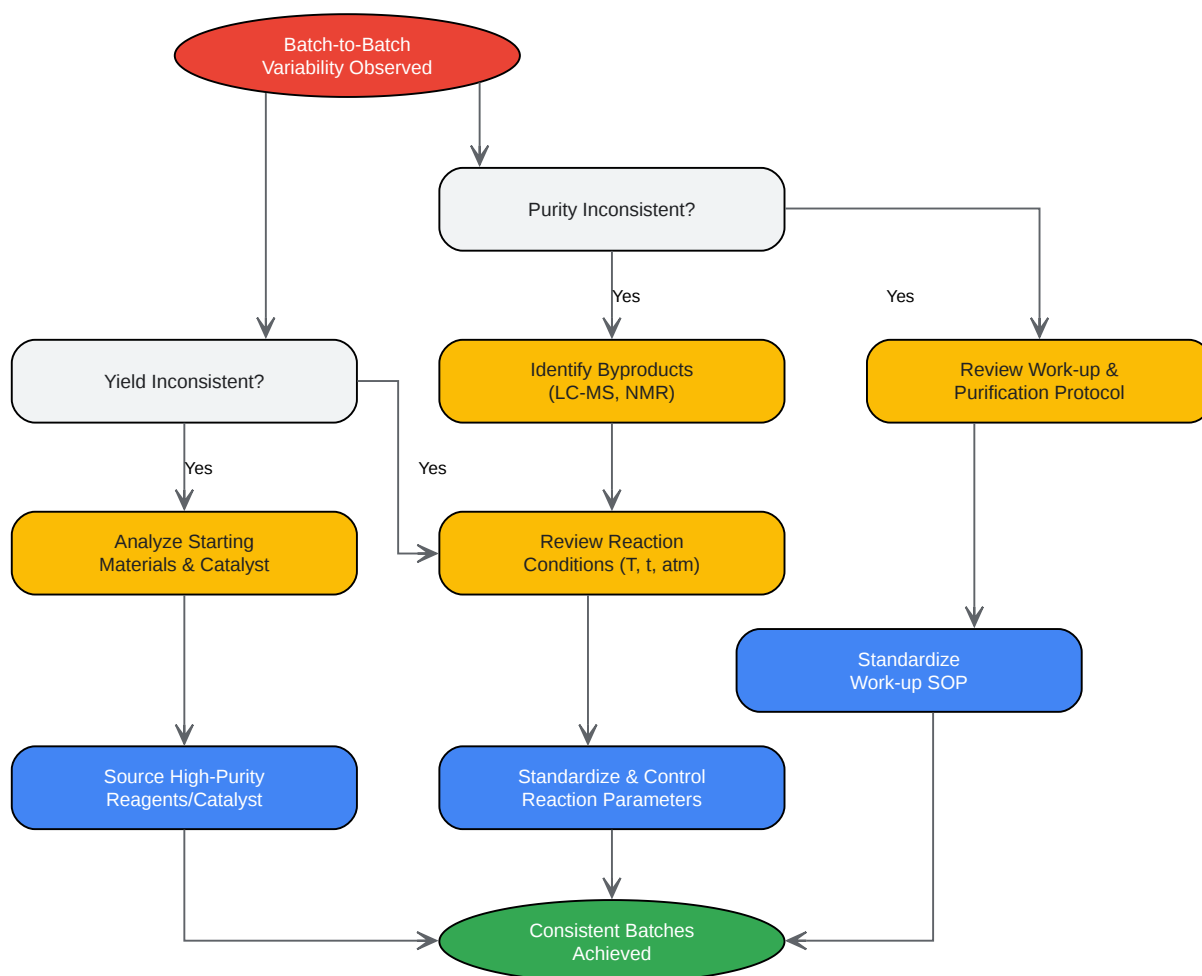 Batch-to-Batch
Variability Observed
Purity Inconsistent?
Yes
Yes
Yield Inconsistent?
Identify Byproducts
(LC-MS, NMR)
Review Work-up &
Purification Protocol
Yes
Yes
Analyze Starting
Materials & Catalyst
Review Reaction
Conditions (T, t, atm)
Standardize
Work-up SOP
Source High-Purity
Reagents/Catalyst
Standardize & Control
Reaction Parameters
Consistent Batches
Achieved